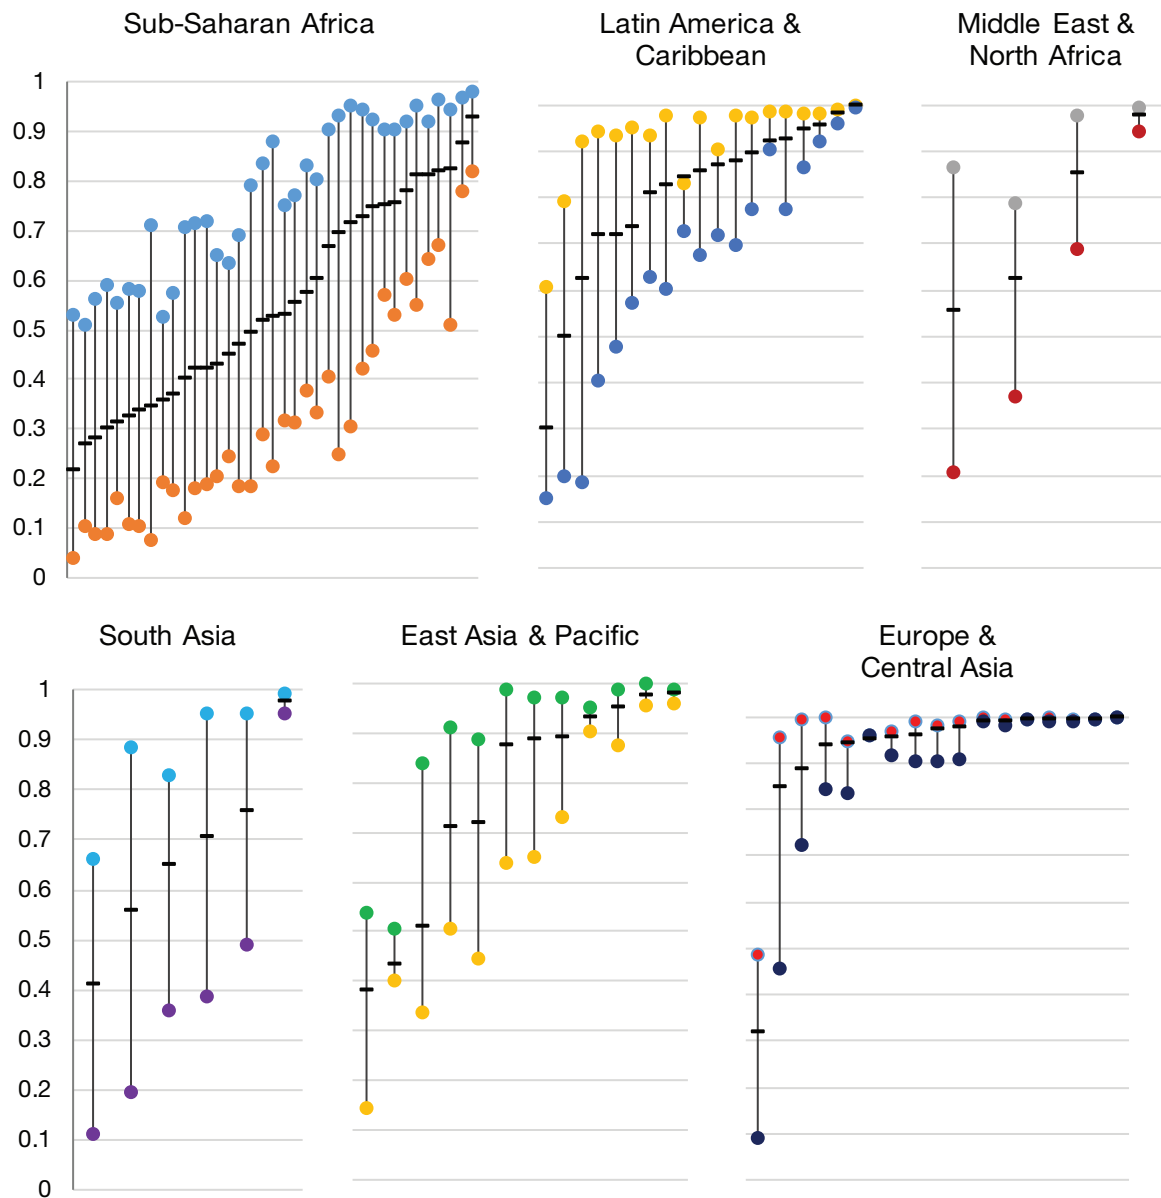 Sub-Saharan Africa
Latin America &
Caribbean
Middle East &
North Africa
1
0.9
0.8
0.7
0.6
0.5
0.4
0.3
0.2
0.1
0
South Asia
East Asia & Pacific
Europe &
Central Asia
1
0.9
0.8
0.7
0.6
0.5
0.4
0.3
0.2
0.1
0